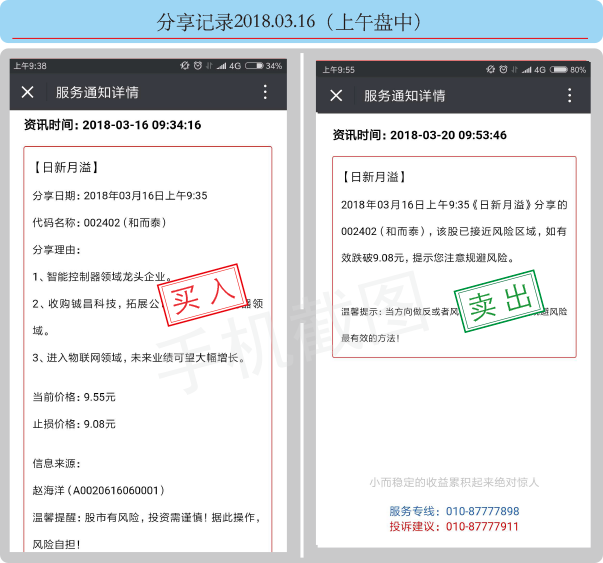 分享记录2018.03.16（上午盘中）
上午9:38
4G
34%
服务通知详情
资讯时间: 2018-03-16 09:34:16
【日新月溢】
分享日期: 2018年03月16日上午9:35
代码名称: 002402（和而泰）
分享理由:
1、智能控制器领域龙头企业。
2、收购铖昌科技，拓展公 器领
域。
3、进入物联网领域，未来业绩可望大幅增长。
当前价格: 9.55元
止损价格: 9.08元
信息来源:
赵海洋（A0020616060001）
温馨提醒: 股市有风险，投资需谨慎！据此操作，
风险自担！
买入
上午9:55
4G
80%
服务通知详情
资讯时间: 2018-03-20 09:53:46
【日新月溢】
2018年03月16日上午9:35《日新月溢》分享的
002402（和而泰），该股已接近风险区域，如有
效跌破9.08元，提示您注意规避风险。
温馨提示: 当方向做反或者风 规避风险
最有效的方法！
卖出
小而稳定的收益累积起来绝对惊人
服务专线: 010-87777898
投诉建议: 010-87777911
手机截图